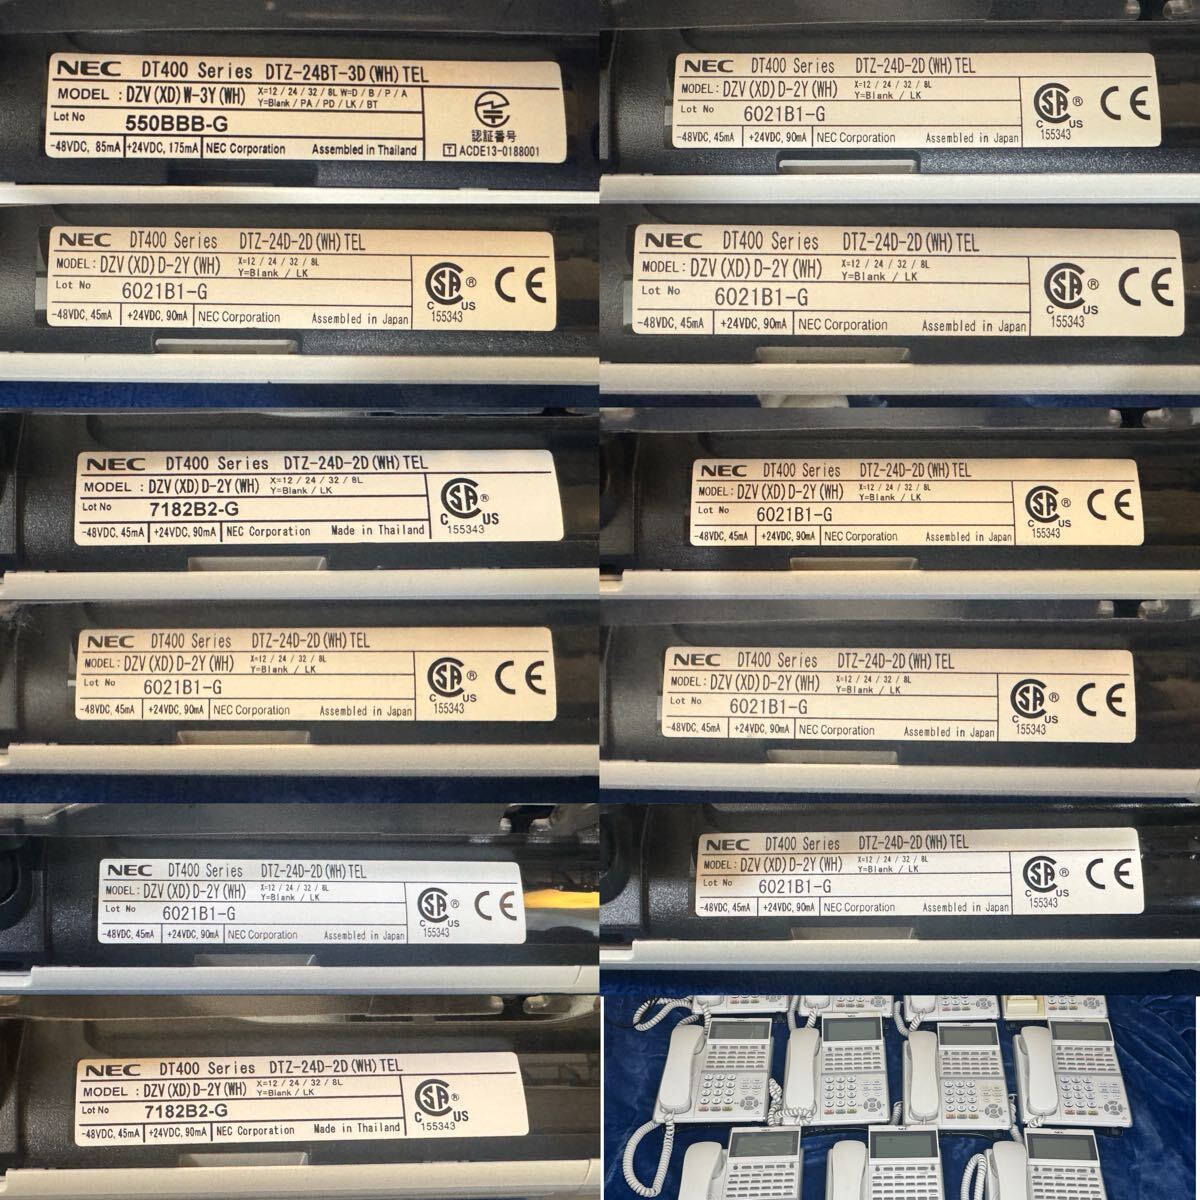 NEC DT400 Series DTZ-24BT-3D(WH)TEL
MODEL : DZV(XD)W-3Y(WH) X=12 / 24 / 32 / 8L W=D / B / P / A
Y=Blank / PA / PD / LK / BT
Lot No
550BBB-G
認証番号
-48VDC, 85mA +24VDC, 175mA NEC Corporation Assembled in Thailand T ACDE13-0188001
NEC DT400 Series DTZ-24D-2D(WH)TEL
MODEL: DZV(XD)D-2Y(WH) X=12 / 24 / 32 / 8L
Y=Blank / LK
Lot No 6021B1-G
C US
155343
-48VDC, 45mA +24VDC, 90mA NEC Corporation Assembled in Japan
NEC DT400 Series DTZ-24D-2D(WH)TEL
MODEL: DZV(XD)D-2Y(WH) X=12 / 24 / 32 / 8L
Y=Blank / LK
Lot No 6021B1-G
C US
155343
-48VDC, 45mA +24VDC, 90mA NEC Corporation Assembled in Japan
NEC DT400 Series DTZ-24D-2D(WH)TEL
MODEL: DZV(XD)D-2Y(WH) X=12 / 24 / 32 / 8L
Y=Blank / LK
Lot No 6021B1-G
C US
155343
-48VDC, 45mA +24VDC, 90mA NEC Corporation Assembled in Japan
NEC DT400 Series DTZ-24D-2D(WH)TEL
MODEL : DZV(XD)D-2Y(WH) X=12 / 24 / 32 / 8L
Y=Blank / LK
Lot No 7182B2-G
C US
155343
-48VDC, 45mA +24VDC, 90mA NEC Corporation Made in Thailand
NEC DT400 Series DTZ-24D-2D(WH)TEL
MODEL: DZV(XD)D-2Y(WH) X=12 / 24 / 32 / 8L
Y=Blank / LK
Lot No 6021B1-G
C US
155343
-48VDC, 45mA +24VDC, 90mA NEC Corporation Assembled in Japan
NEC DT400 Series DTZ-24D-2D(WH)TEL
MODEL: DZV(XD)D-2Y(WH) X=12 / 24 / 32 / 8L
Y=Blank / LK
Lot No 6021B1-G
C US
155343
-48VDC, 45mA +24VDC, 90mA NEC Corporation Assembled in Japan
NEC DT400 Series DTZ-24D-2D(WH)TEL
MODEL: DZV(XD)D-2Y(WH) X=12 / 24 / 32 / 8L
Y=Blank / LK
Lot No 6021B1-G
C US
155343
-48VDC, 45mA +24VDC, 90mA NEC Corporation Assembled in Japan
NEC DT400 Series DTZ-24D-2D(WH)TEL
MODEL: DZV(XD)D-2Y(WH) X=12 / 24 / 32 / 8L
Y=Blank / LK
Lot No 6021B1-G
C US
155343
-48VDC, 45mA +24VDC, 90mA NEC Corporation Assembled in Japan
NEC DT400 Series DTZ-24D-2D(WH)TEL
MODEL: DZV(XD)D-2Y(WH) X=12 / 24 / 32 / 8L
Y=Blank / LK
Lot No 6021B1-G
C US
155343
-48VDC, 45mA +24VDC, 90mA NEC Corporation Assembled in Japan
NEC DT400 Series DTZ-24D-2D(WH)TEL
MODEL : DZV(XD)D-2Y(WH) X=12 / 24 / 32 / 8L
Y=Blank / LK
Lot No 7182B2-G
C US
155343
-48VDC, 45mA +24VDC, 90mA NEC Corporation Made in Thailand
NEC
NEC
NEC
NEC
NEC
NEC
NEC